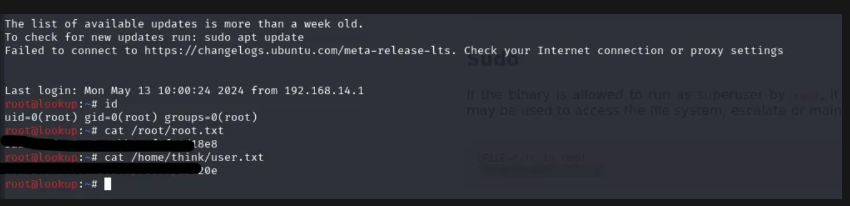 The list of available updates is more than a week old.
To check for new updates run: sudo apt update
Failed to connect to https://changelogs.ubuntu.com/meta-release-lts. Check your Internet connection or proxy settings
Last login: Mon May 13 10:00:24 2024 from 192.168.14.1
root@lookup:~# id
uid=0(root) gid=0(root) groups=0(root)
root@lookup:~# cat /root/root.txt
18e8
root@lookup:~# cat /home/think/user.txt
20e
root@lookup:~#
Sudo
If the binary is allowed to run as superuser by sudo, it
may be used to access the file system, escalate or main